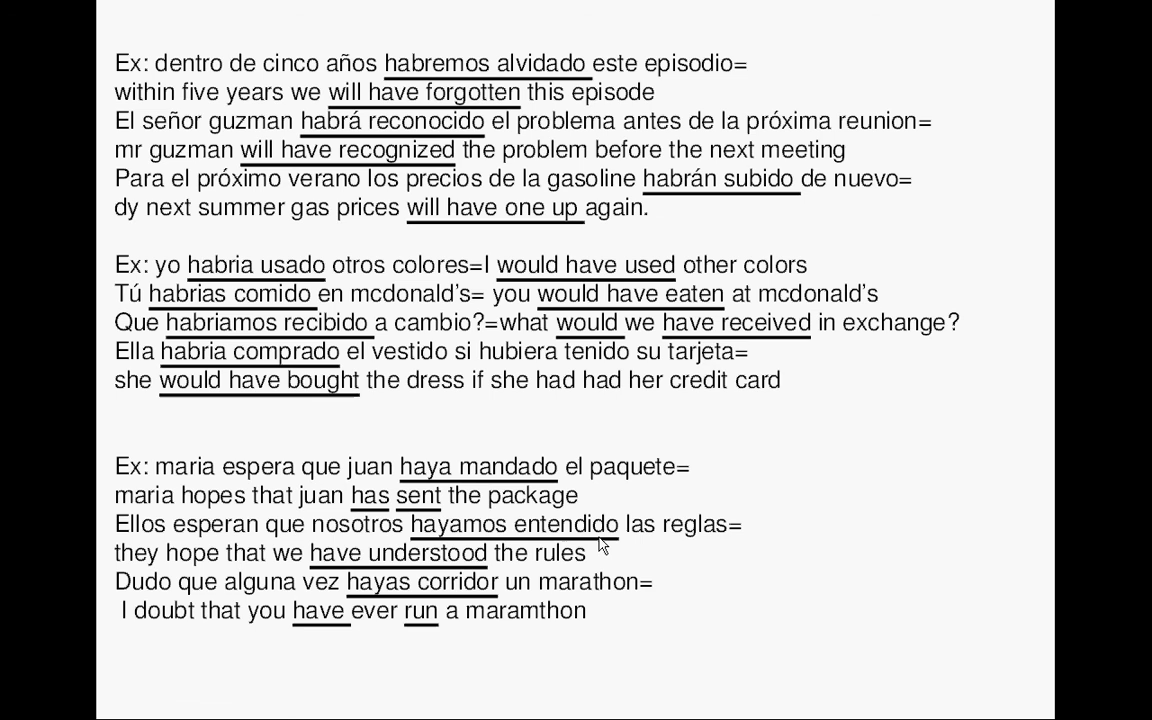 Ex: dentro de cinco años habremos alvidado este episodio=
within five years we will have forgotten this episode
El señor guzman habrá reconocido el problema antes de la próxima reunion=
mr guzman will have recognized the problem before the next meeting
Para el próximo verano los precios de la gasoline habrán subido de nuevo=
dy next summer gas prices will have one up again.
Ex: yo habria usado otros colores=I would have used other colors
Tú habrias comido en mcdonald’s= you would have eaten at mcdonald’s
Que habriamos recibido a cambio?=what would we have received in exchange?
Ella habria comprado el vestido si hubiera tenido su tarjeta=
she would have bought the dress if she had had her credit card
Ex: maria espera que juan haya mandado el paquete=
maria hopes that juan has sent the package
Ellos esperan que nosotros hayamos entendido las reglas=
they hope that we have understood the rules
Dudo que alguna vez hayas corridor un marathon=
I doubt that you have ever run a maramthon